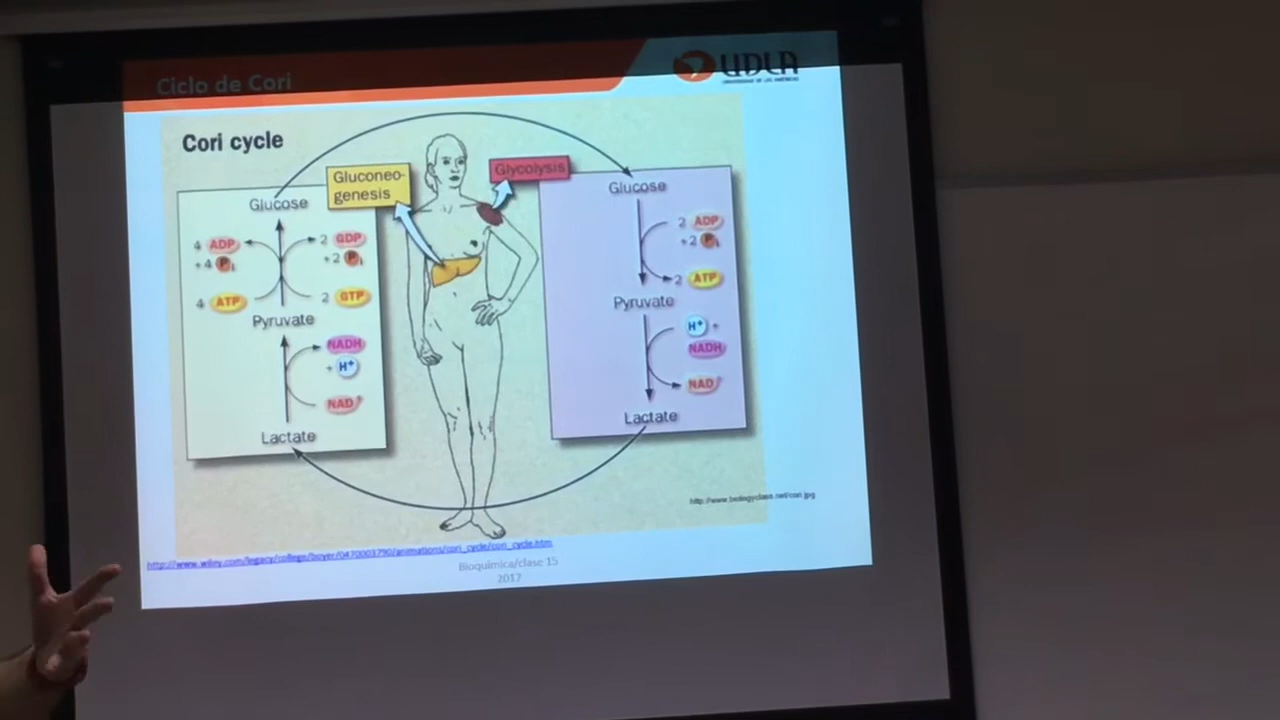 Ciclo de Cori
UDLA
Cori cycle
Gluconeo-
genesis
Glycolysis
Glucose
4 ADP
+4 Pi
4 ATP
2 GDP
+2 Pi
2 GTP
Pyruvate
NADH
+ H+
NAD+
Lactate
Glucose
2 ADP
+2 Pi
2 ATP
Pyruvate
H+ +
NADH
NAD+
Lactate
http://www.biologyclass.net/cori.jpg
http://www.wiley.com/legacy/college/boyer/0470003790/animations/cori_cycle/cori_cycle.htm
Bioquímica/clase 15
2017